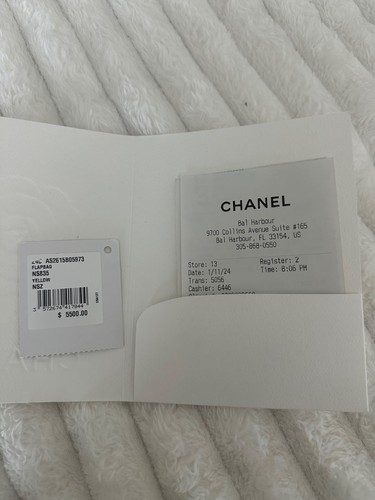 24C AS2615B05973
FLAPBAG
NS835
YELLOW
NSZ
$ 5500.00
CHANEL
Bal Harbour
9700 Collins Avenue Suite #165
Bal Harbour, FL 33154, US
305-868-0550
Store: 13 Register: 2
Date: 1/11/24 Time: 8:06 PM
Trans: 5056
Cashier: 6446